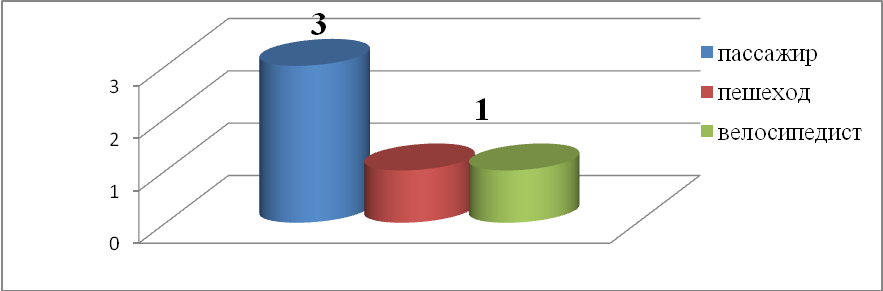 3
1
3
2
1
0
пассажир
пешеход
велосипедист